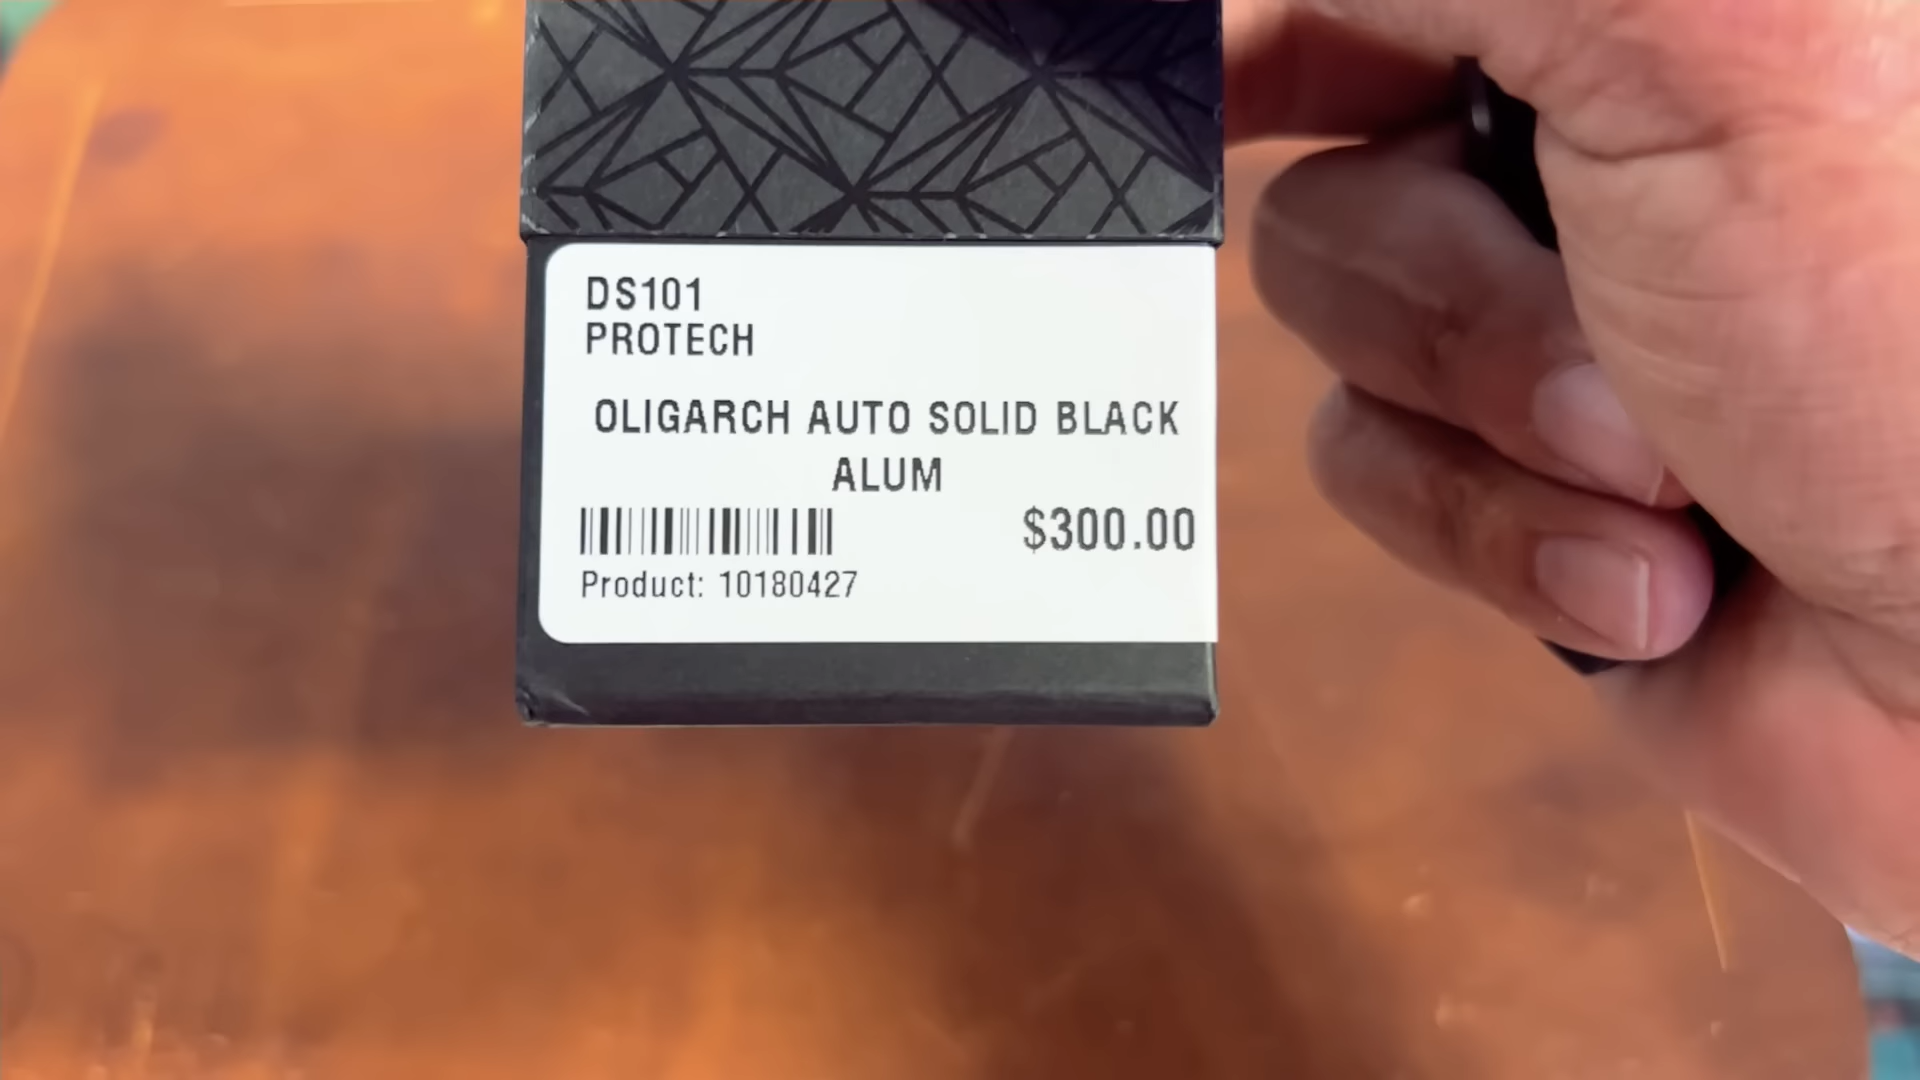 DS101
PROTECH
OLIGARCH AUTO SOLID BLACK
ALUM
$300.00
Product: 10180427